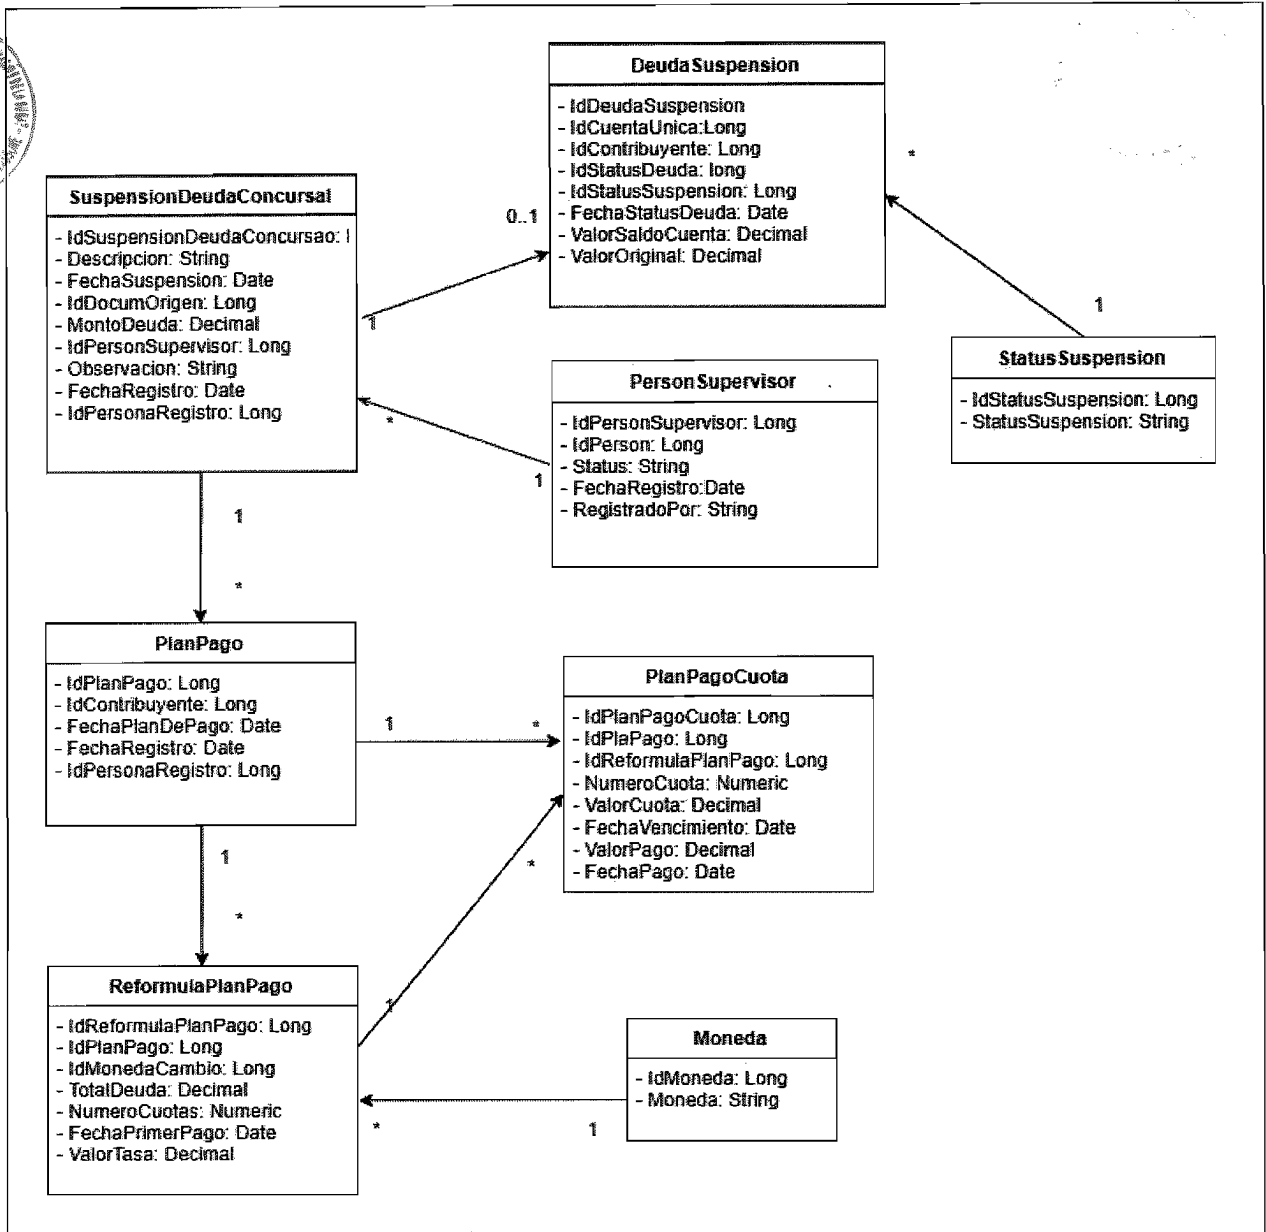 DeudaSuspension
- IdDeudaSuspension
- IdCuentaUnica:Long
- IdContribuyente: Long
- IdStatusDeuda: long
- IdStatusSuspension: Long
- FechaStatusDeuda: Date
- ValorSaldoCuenta: Decimal
- ValorOriginal: Decimal
*
SuspensionDeudaConcursal
- IdSuspensionDeudaConcursao: l
- Descripcion: String
- FechaSuspension: Date
- IdDocumOrigen: Long
- MontoDeuda: Decimal
- IdPersonSupervisor: Long
- Observacion: String
- FechaRegistro: Date
- IdPersonaRegistro: Long
0..1
1
1
StatusSuspension
- IdStatusSuspension: Long
- StatusSuspension: String
PersonSupervisor
- IdPersonSupervisor: Long
- IdPerson: Long
- Status: String
- FechaRegistro:Date
- RegistradoPor: String
*
1
1
*
PlanPago
- IdPlanPago: Long
- IdContribuyente: Long
- FechaPlanDePago: Date
- FechaRegistro: Date
- IdPersonaRegistro: Long
1
*
PlanPagoCuota
- IdPlanPagoCuota: Long
- IdPlaPago: Long
- IdReformulaPlanPago: Long
- NumeroCuota: Numeric
- ValorCuota: Decimal
- FechaVencimiento: Date
- ValorPago: Decimal
- FechaPago: Date
1
*
*
1
ReformulaPlanPago
- IdReformulaPlanPago: Long
- IdPlanPago: Long
- IdMonedaCambio: Long
- TotalDeuda: Decimal
- NumeroCuotas: Numeric
- FechaPrimerPago: Date
- ValorTasa: Decimal
Moneda
- IdMoneda: Long
- Moneda: String
*
1